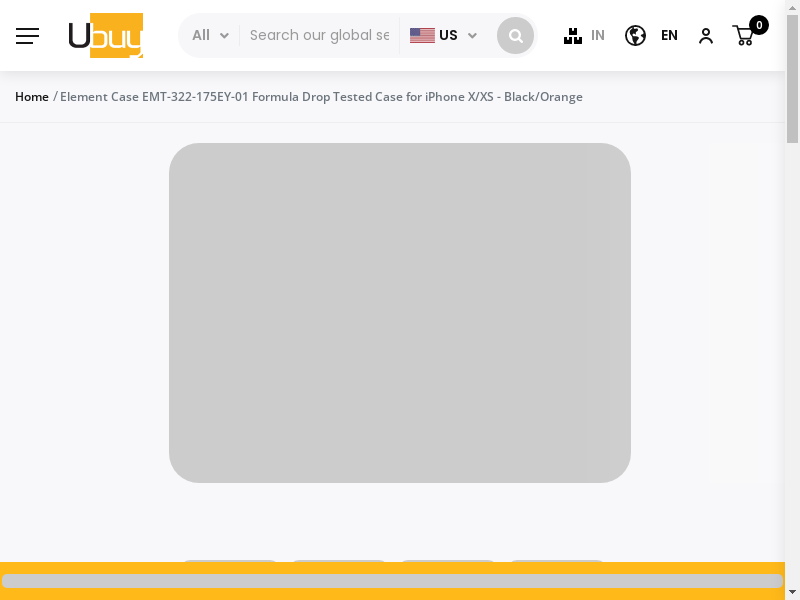 Ubuy
All
Search our global se
US
IN
EN
0
Home / Element Case EMT-322-175EY-01 Formula Drop Tested Case for iPhone X/XS - Black/Orange